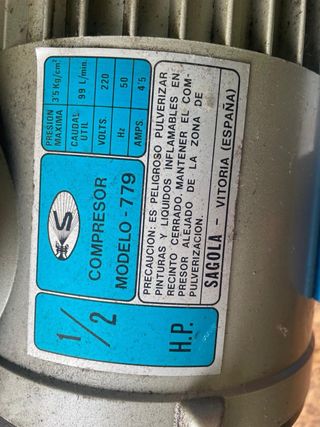 PRESION MAXIMA 3'5 Kg/cm²
CAUDAL UTIL 99 L/min.
VOLTS. 220
Hz 50
AMPS. 4'5
S
COMPRESOR
MODELO - 779
1/2 H.P.
PRECAUCION: ES PELIGROSO PULVERIZAR
PINTURAS Y LIQUIDOS INFLAMABLES EN
RECINTO CERRADO. MANTENER EL COM-
PRESOR ALEJADO DE LA ZONA DE
PULVERIZACION.
SAGOLA - VITORIA (ESPAÑA)